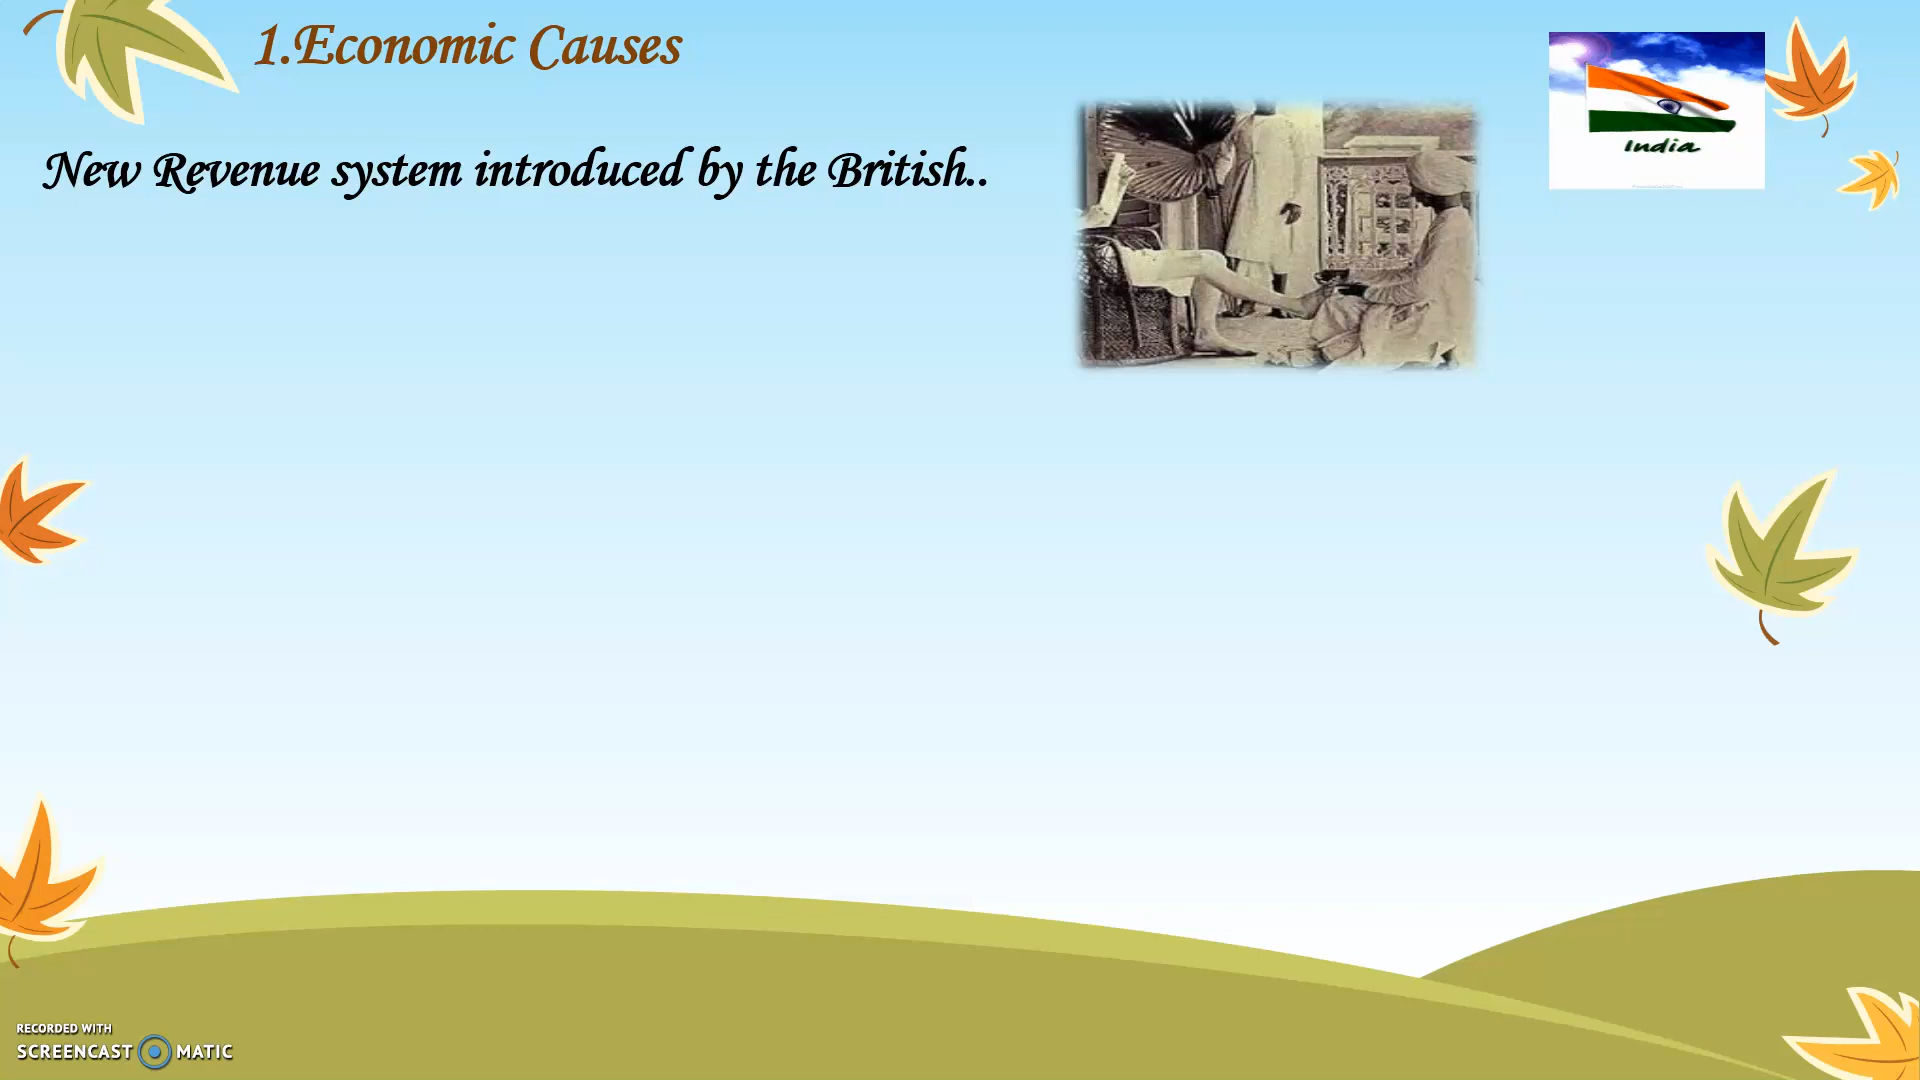 1.Economic Causes
New Revenue system introduced by the British..
India
RECORDED WITH
SCREENCAST MATIC